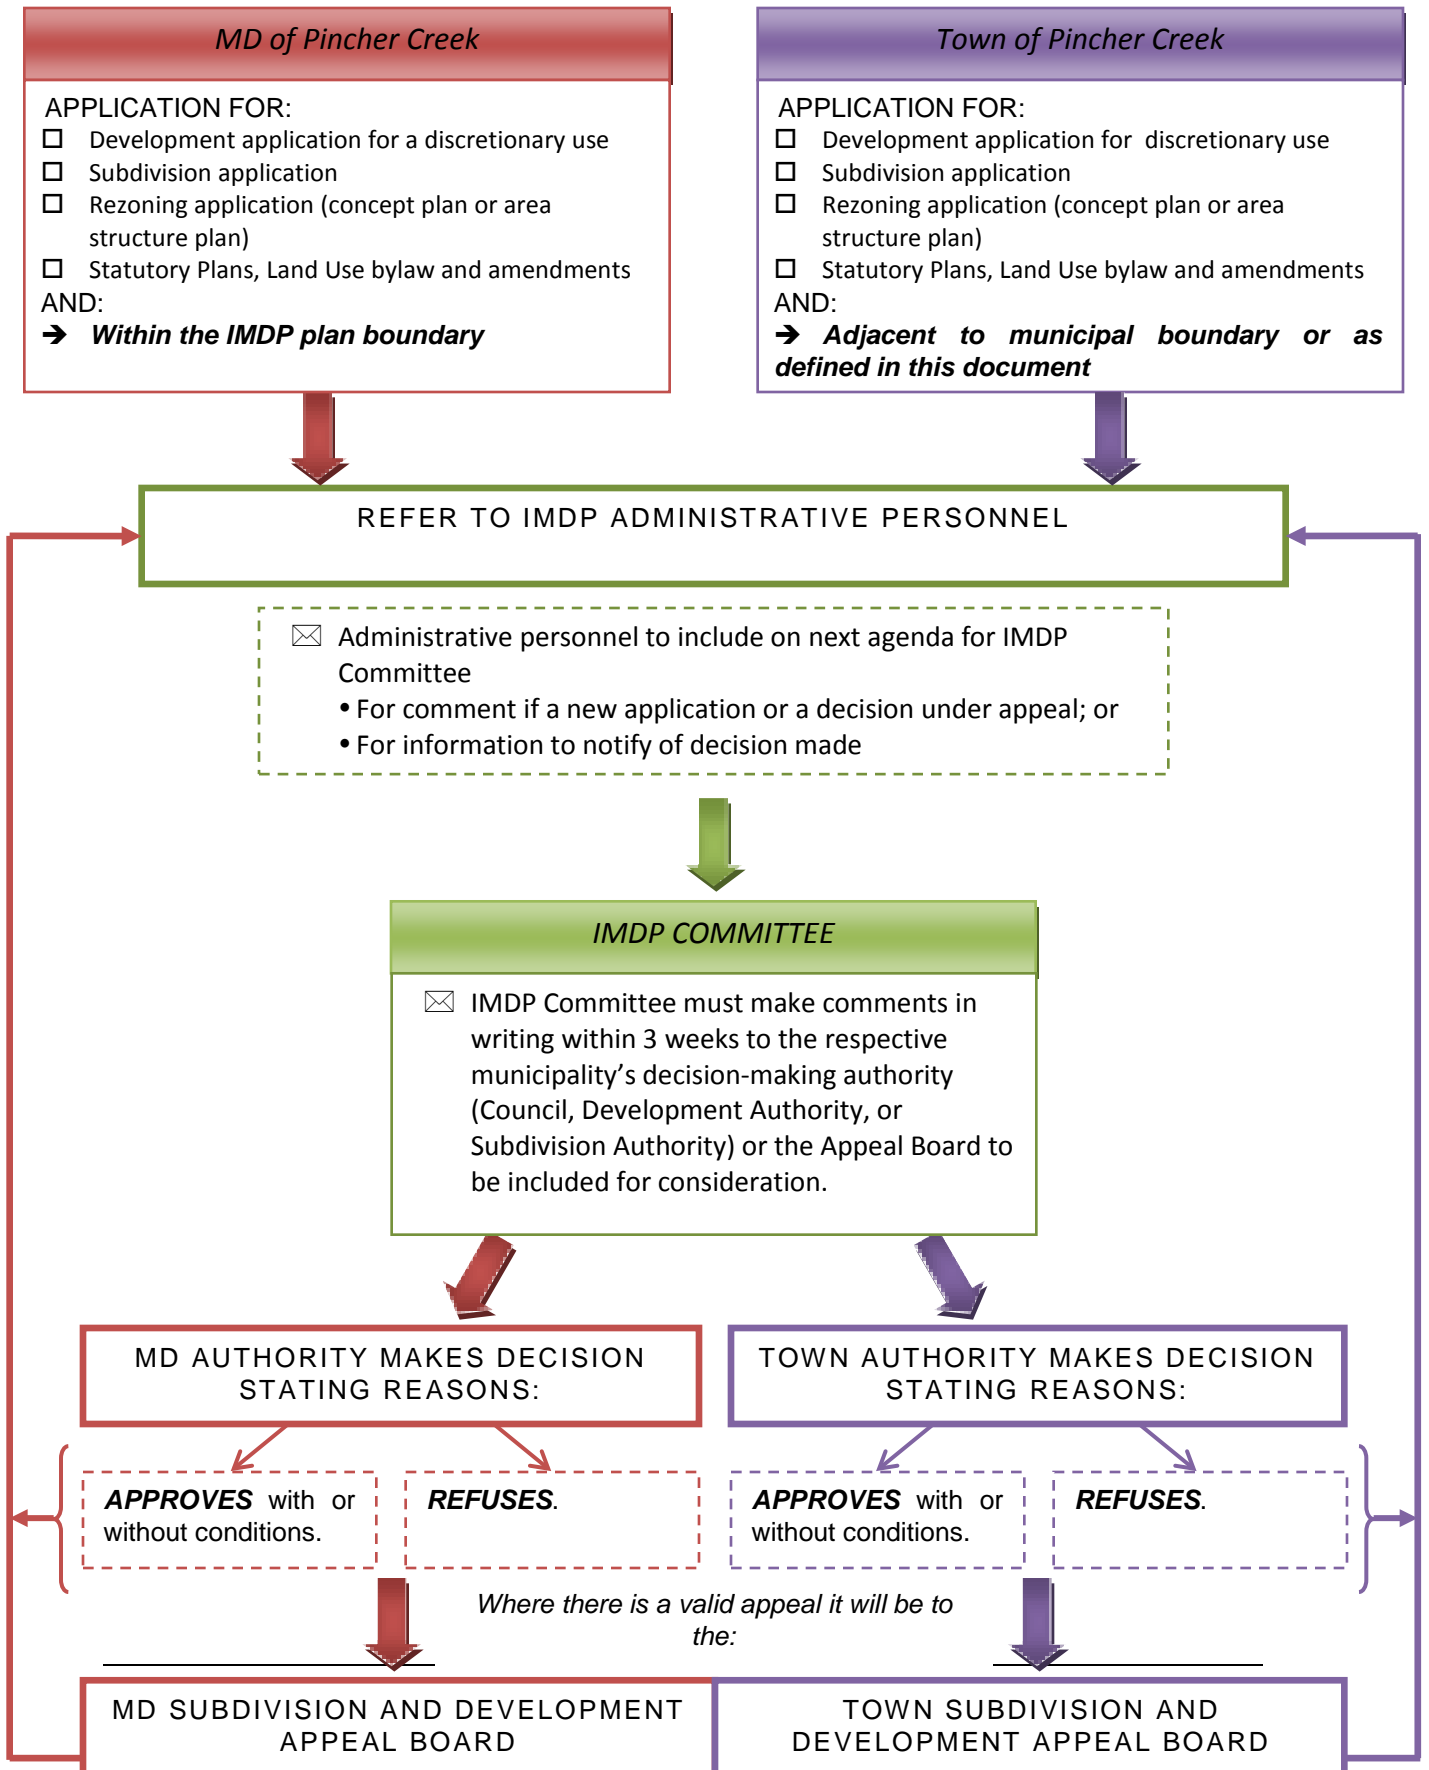 MD of Pincher Creek
APPLICATION FOR:
☐ Development application for a discretionary use
☐ Subdivision application
☐ Rezoning application (concept plan or area
structure plan)
☐ Statutory Plans, Land Use bylaw and amendments
AND:
➔ Within the IMDP plan boundary
Town of Pincher Creek
APPLICATION FOR:
☐ Development application for discretionary use
☐ Subdivision application
☐ Rezoning application (concept plan or area
structure plan)
☐ Statutory Plans, Land Use bylaw and amendments
AND:
➔ Adjacent to municipal boundary or as
defined in this document
REFER TO IMDP ADMINISTRATIVE PERSONNEL
Administrative personnel to include on next agenda for IMDP
Committee
• For comment if a new application or a decision under appeal; or
• For information to notify of decision made
IMDP COMMITTEE
IMDP Committee must make comments in
writing within 3 weeks to the respective
municipality’s decision-making authority
(Council, Development Authority, or
Subdivision Authority) or the Appeal Board to
be included for consideration.
MD AUTHORITY MAKES DECISION
STATING REASONS:
TOWN AUTHORITY MAKES DECISION
STATING REASONS:
APPROVES with or
without conditions.
REFUSES.
APPROVES with or
without conditions.
REFUSES.
Where there is a valid appeal it will be to
the:
MD SUBDIVISION AND DEVELOPMENT
APPEAL BOARD
TOWN SUBDIVISION AND
DEVELOPMENT APPEAL BOARD